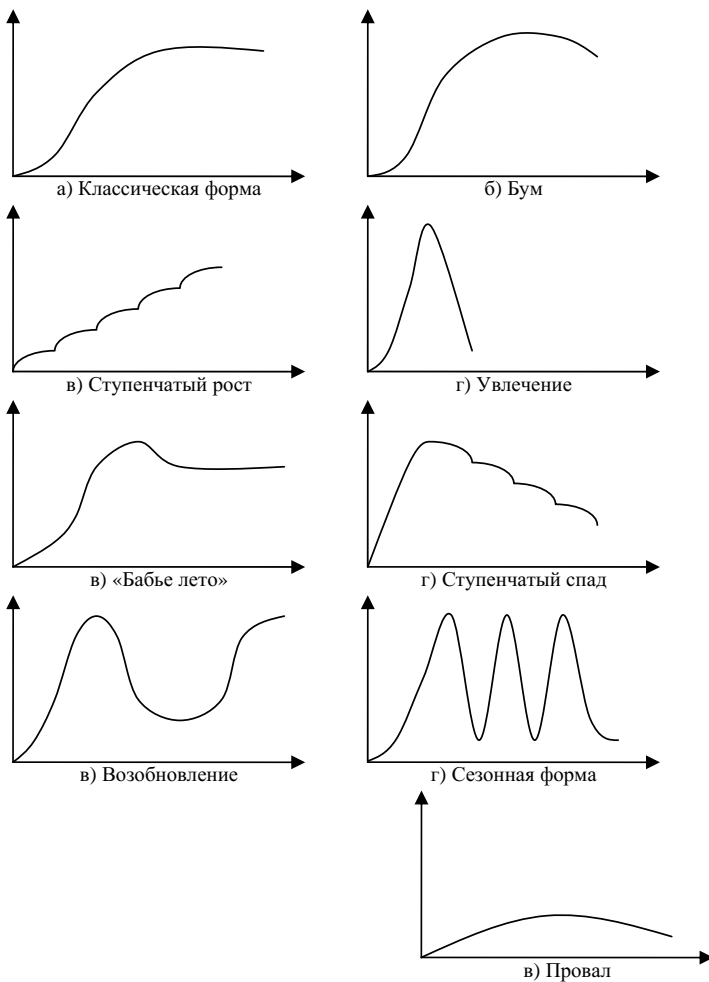 а) Классическая форма
б) Бум
в) Ступенчатый рост
г) Увлечение
в) «Бабье лето»
г) Ступенчатый спад
в) Возобновление
г) Сезонная форма
в) Провал